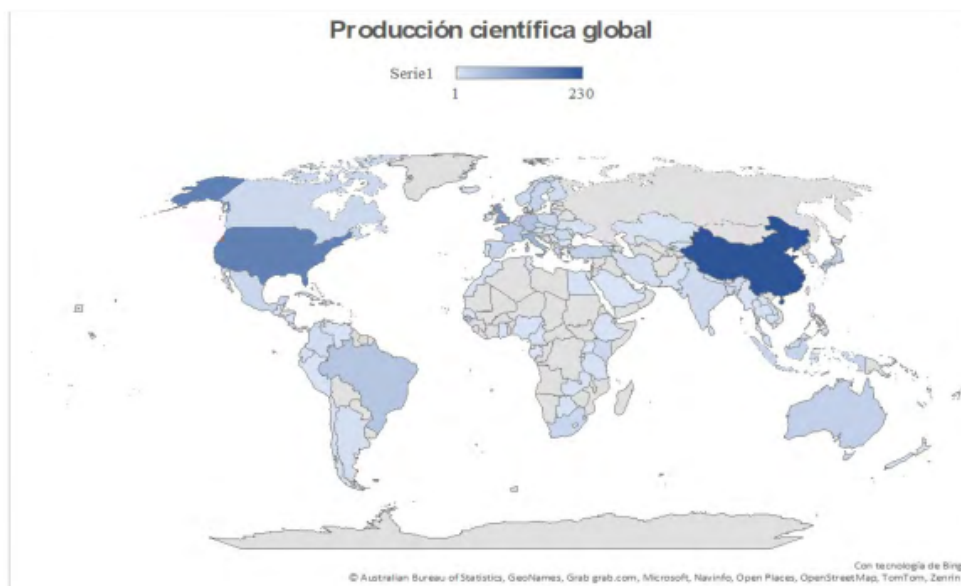 Producción científica global
Serie1
1 230
Con tecnología de Bing
© Australian Bureau of Statistics, GeoNames, Grab grab.com, Microsoft, Navinfo, Open Places, OpenStreetMap, TomTom, Zenrin